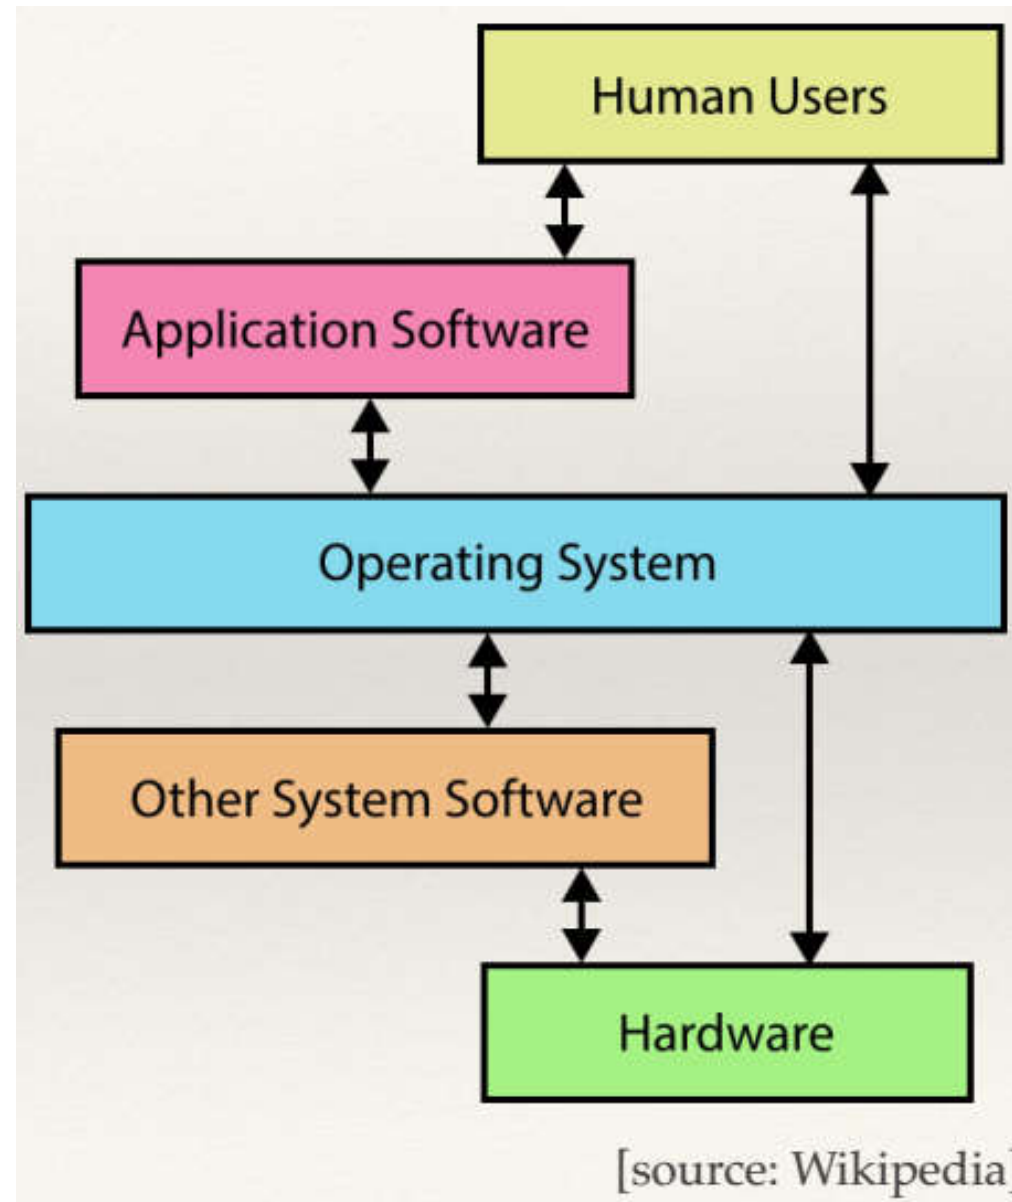 Human Users
Application Software
Operating System
Other System Software
Hardware
[source: Wikipedia]